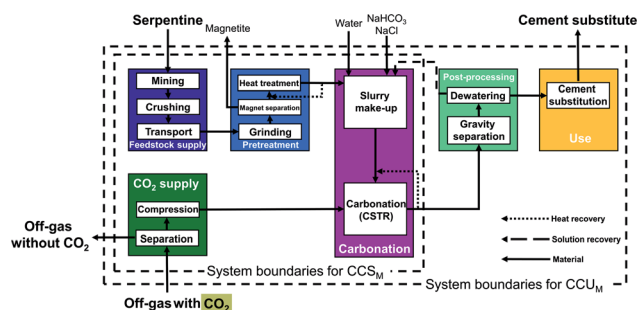 Serpentine
Magnetite
Water
NaHCO₃
NaCl
Cement substitute
Mining
Crushing
Transport
Feedstock supply
Heat treatment
Magnet separation
Grinding
Pretreatment
Slurry
make-up
Carbonation
(CSTR)
Carbonation
Post-processing
Dewatering
Gravity
separation
Cement
substitution
Use
CO₂ supply
Compression
Separation
Off-gas
without CO₂
Off-gas with CO₂
System boundaries for CCSₘ
System boundaries for CCUₘ
Heat recovery
Solution recovery
Material